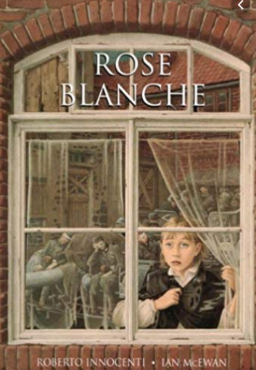 ROSE
BLANCHE
ROBERTO INNOCENTI • IAN McEWAN